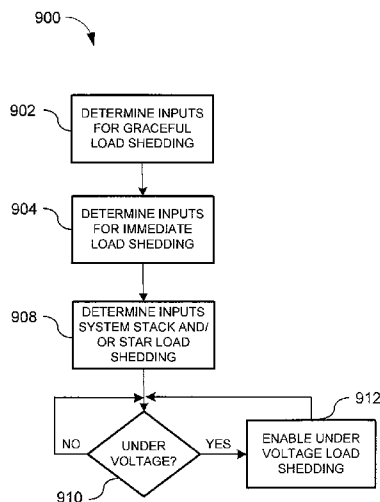 900
902
DETERMINE INPUTS
FOR GRACEFUL
LOAD SHEDDING
904
DETERMINE INPUTS
FOR IMMEDIATE
LOAD SHEDDING
908
DETERMINE INPUTS
SYSTEM STACK AND/
OR STAR LOAD
SHEDDING
912
NO
UNDER
VOLTAGE?
YES
ENABLE UNDER
VOLTAGE LOAD
SHEDDING
910